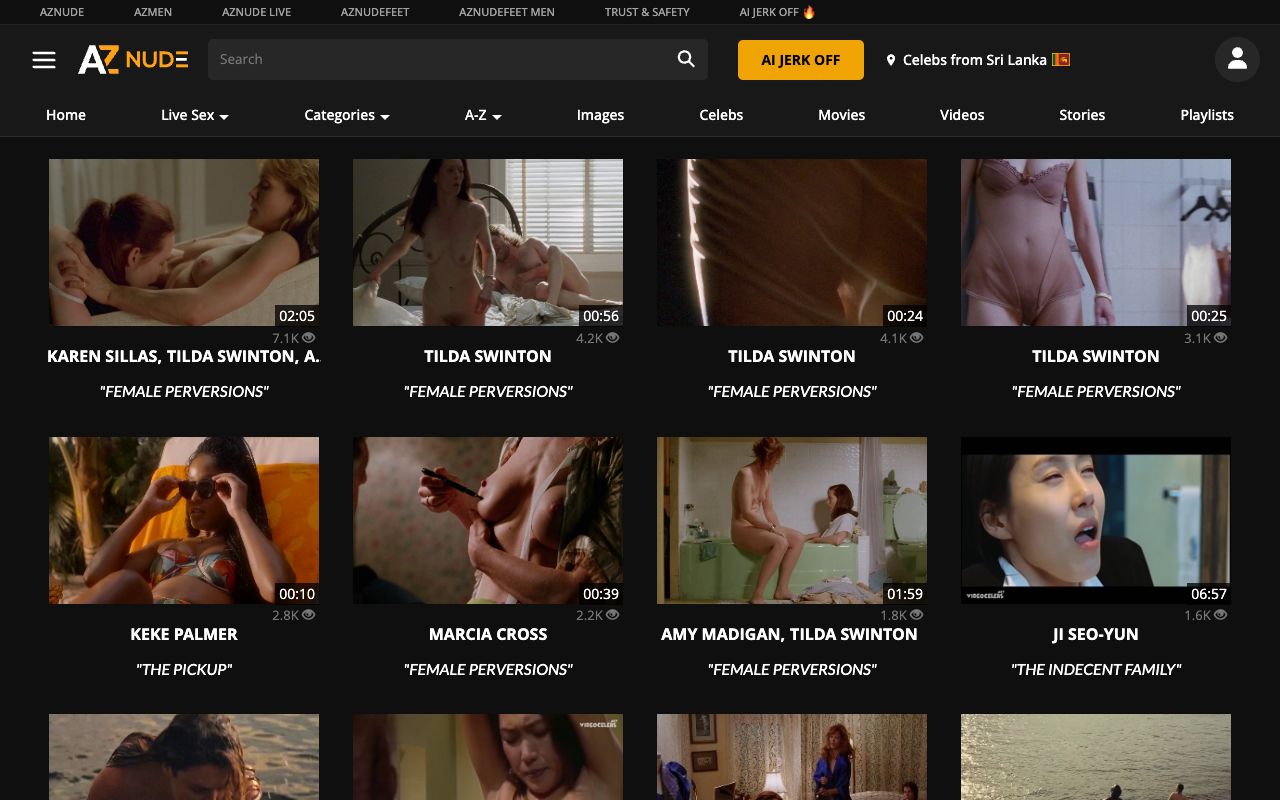 AZNUDE
AZMEN
AZNUDE LIVE
AZNUDEFEET
AZNUDEFEET MEN
TRUST & SAFETY
AI JERK OFF 🔥
AZ NUDE
Search
AI JERK OFF
Celebs from Sri Lanka
Home
Live Sex
Categories
A-Z
Images
Celebs
Movies
Videos
Stories
Playlists
02:05
00:56
00:24
00:25
7.1K
4.2K
4.1K
3.1K
KAREN SILLAS, TILDA SWINTON, A..
TILDA SWINTON
TILDA SWINTON
TILDA SWINTON
"FEMALE PERVERSIONS"
"FEMALE PERVERSIONS"
"FEMALE PERVERSIONS"
"FEMALE PERVERSIONS"
00:10
00:39
01:59
VIDEOCELEBS
06:57
2.8K
2.2K
1.8K
1.6K
KEKE PALMER
MARCIA CROSS
AMY MADIGAN, TILDA SWINTON
JI SEO-YUN
"THE PICKUP"
"FEMALE PERVERSIONS"
"FEMALE PERVERSIONS"
"THE INDECENT FAMILY"
VIDEOCELEBS